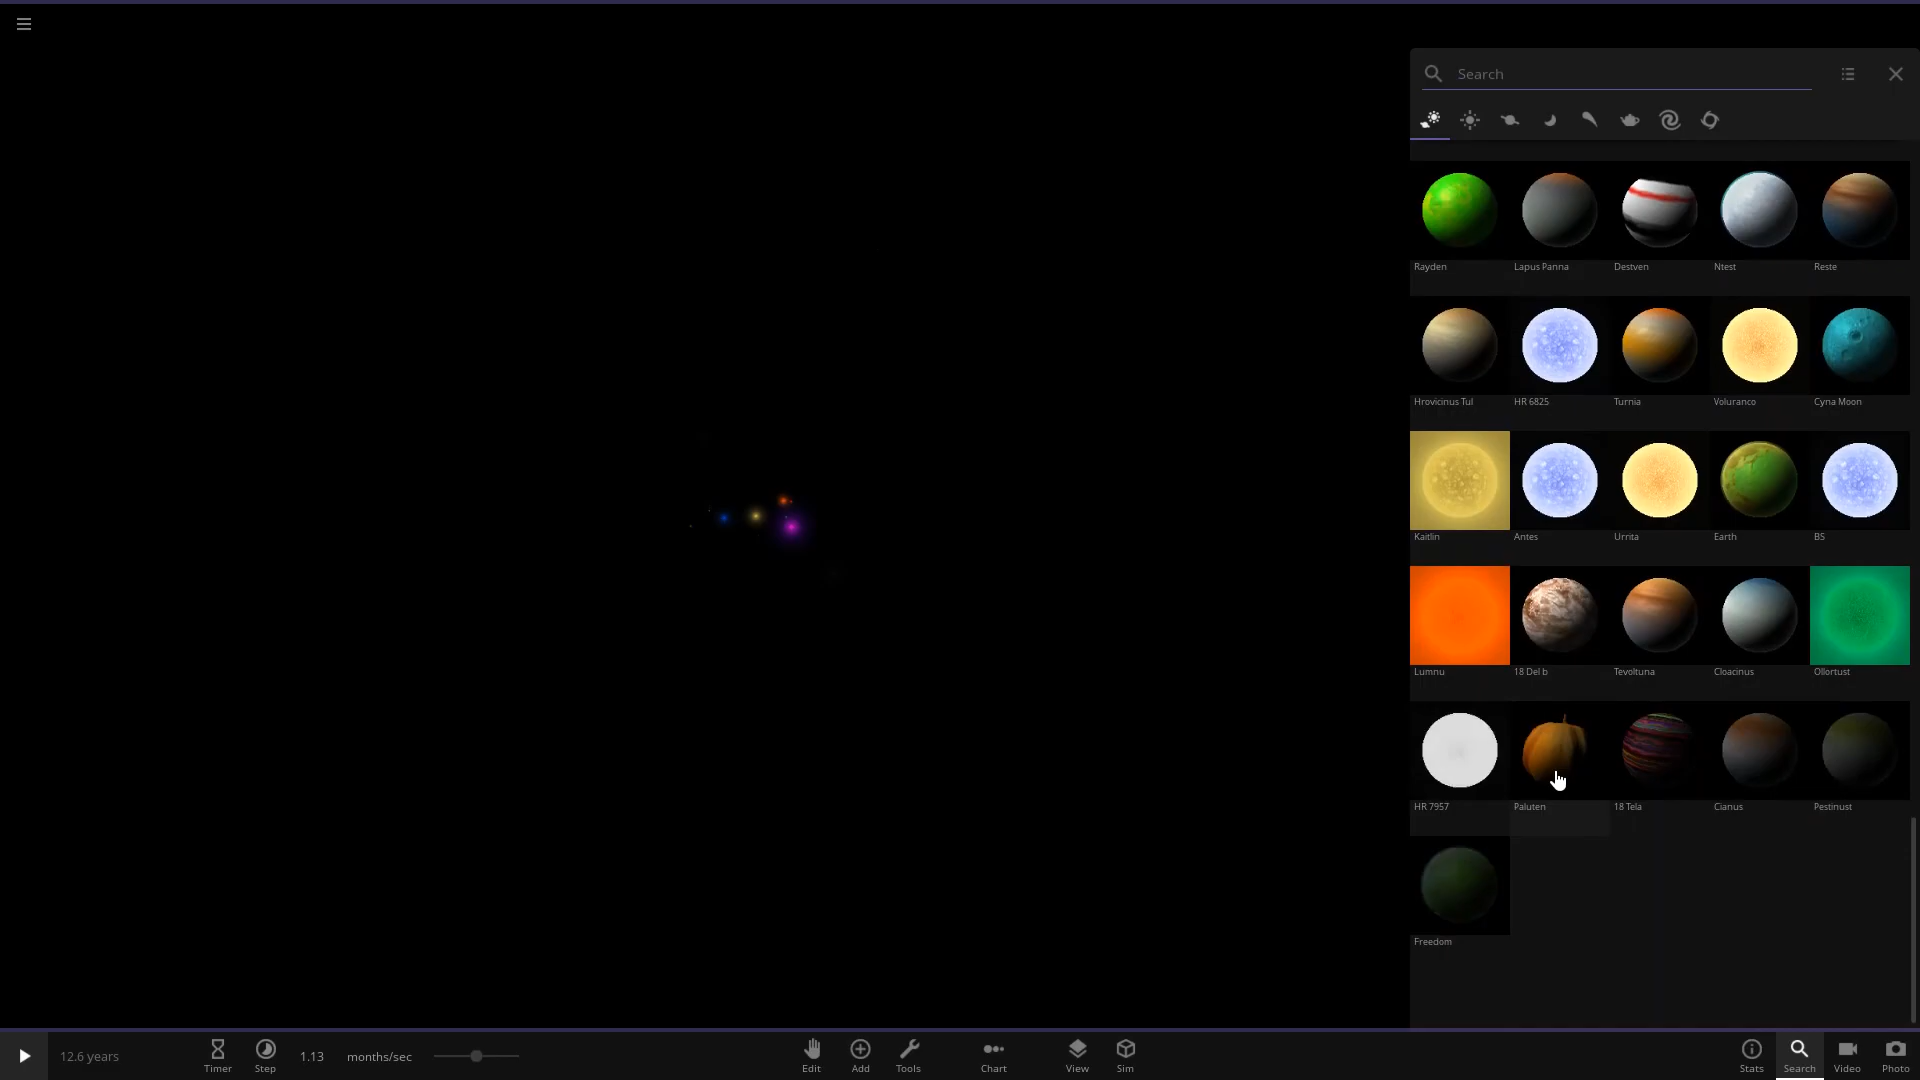 Search
Rayden
Lapus Panna
Destven
Ntest
Reste
Hrovicinus Tul
HR 6825
Turnia
Voluranco
Cyna Moon
Kaitlin
Antes
Urrita
Earth
BS
Lumnu
18 Del b
Tevoltuna
Cloacinus
Ollortust
HR 7957
Paluten
18 Tela
Cianus
Pestinust
Freedom
12.6 years
Timer
Step
1.13
months/sec
Edit
Add
Tools
Chart
View
Sim
Stats
Search
Video
Photo